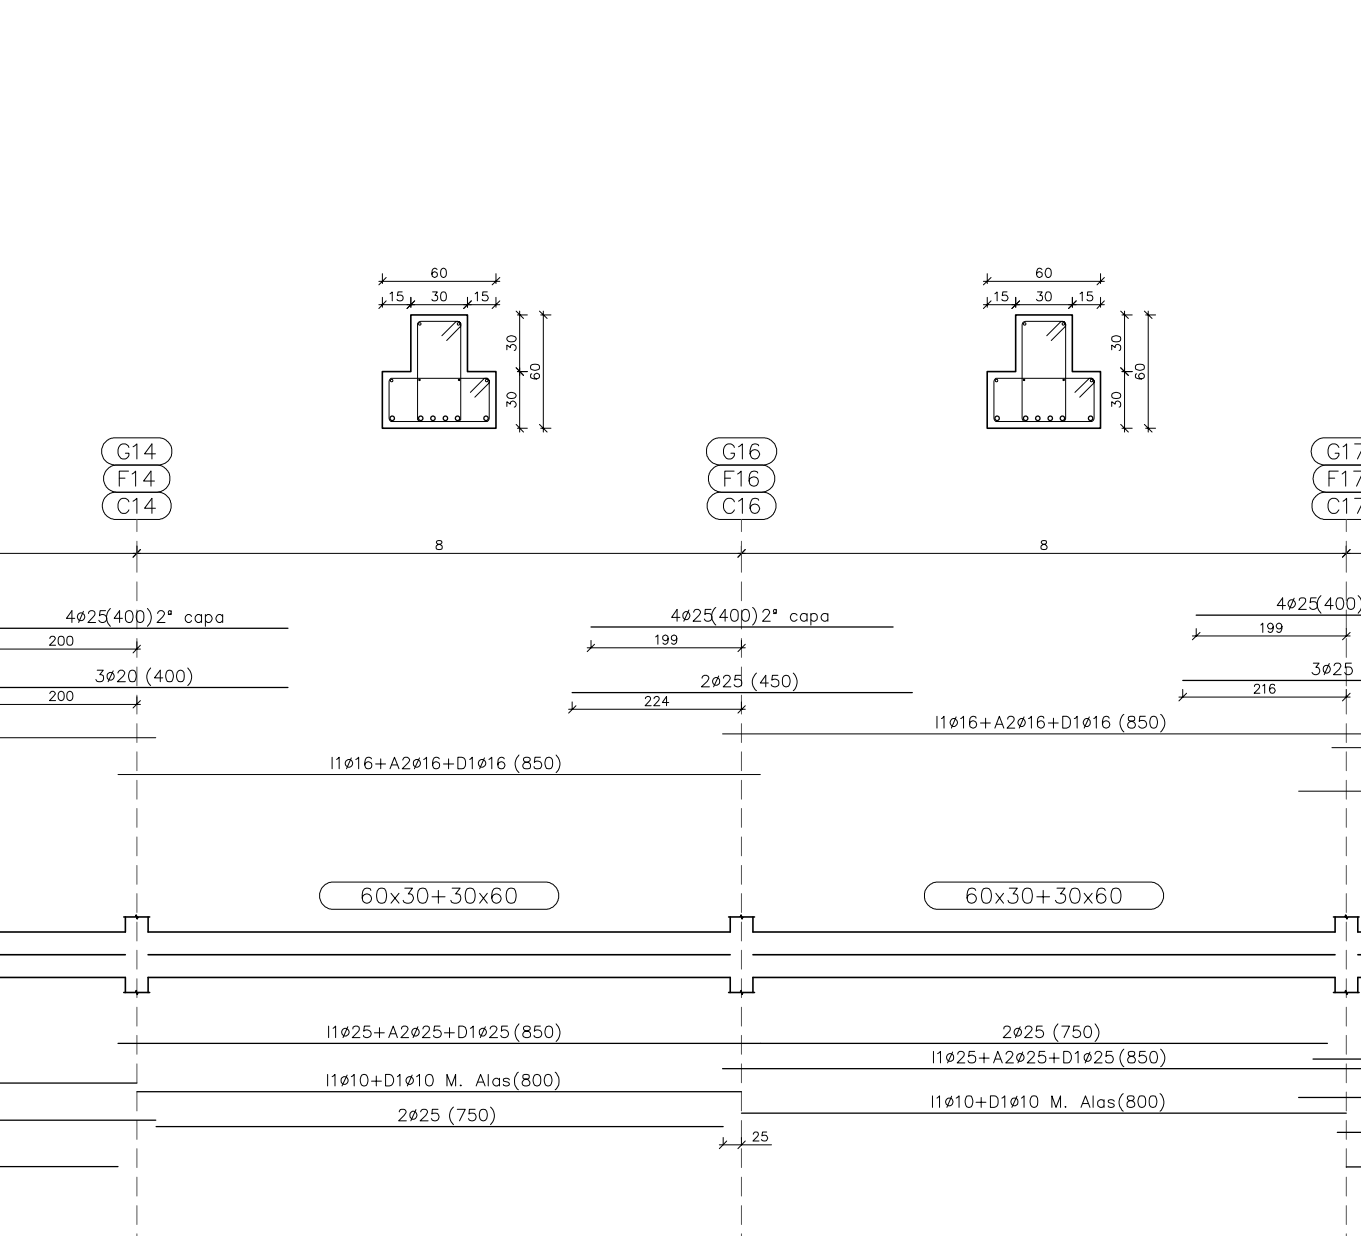 60
60
15 30 15
15 30 15
30
60
30
30
60
30
G14
G16
G17
F14
F16
F17
C14
C16
C17
8
8
4ø25(400)2ª capa
4ø25(400)2ª capa
4ø25(400)
200
199
199
3ø20 (400)
2ø25 (450)
3ø25
200
224
216
I1ø16+A2ø16+D1ø16 (850)
I1ø16+A2ø16+D1ø16 (850)
60x30+30x60
60x30+30x60
I1ø25+A2ø25+D1ø25(850)
2ø25 (750)
I1ø25+A2ø25+D1ø25(850)
I1ø10+D1ø10 M. Alas(800)
I1ø10+D1ø10 M. Alas(800)
2ø25 (750)
25